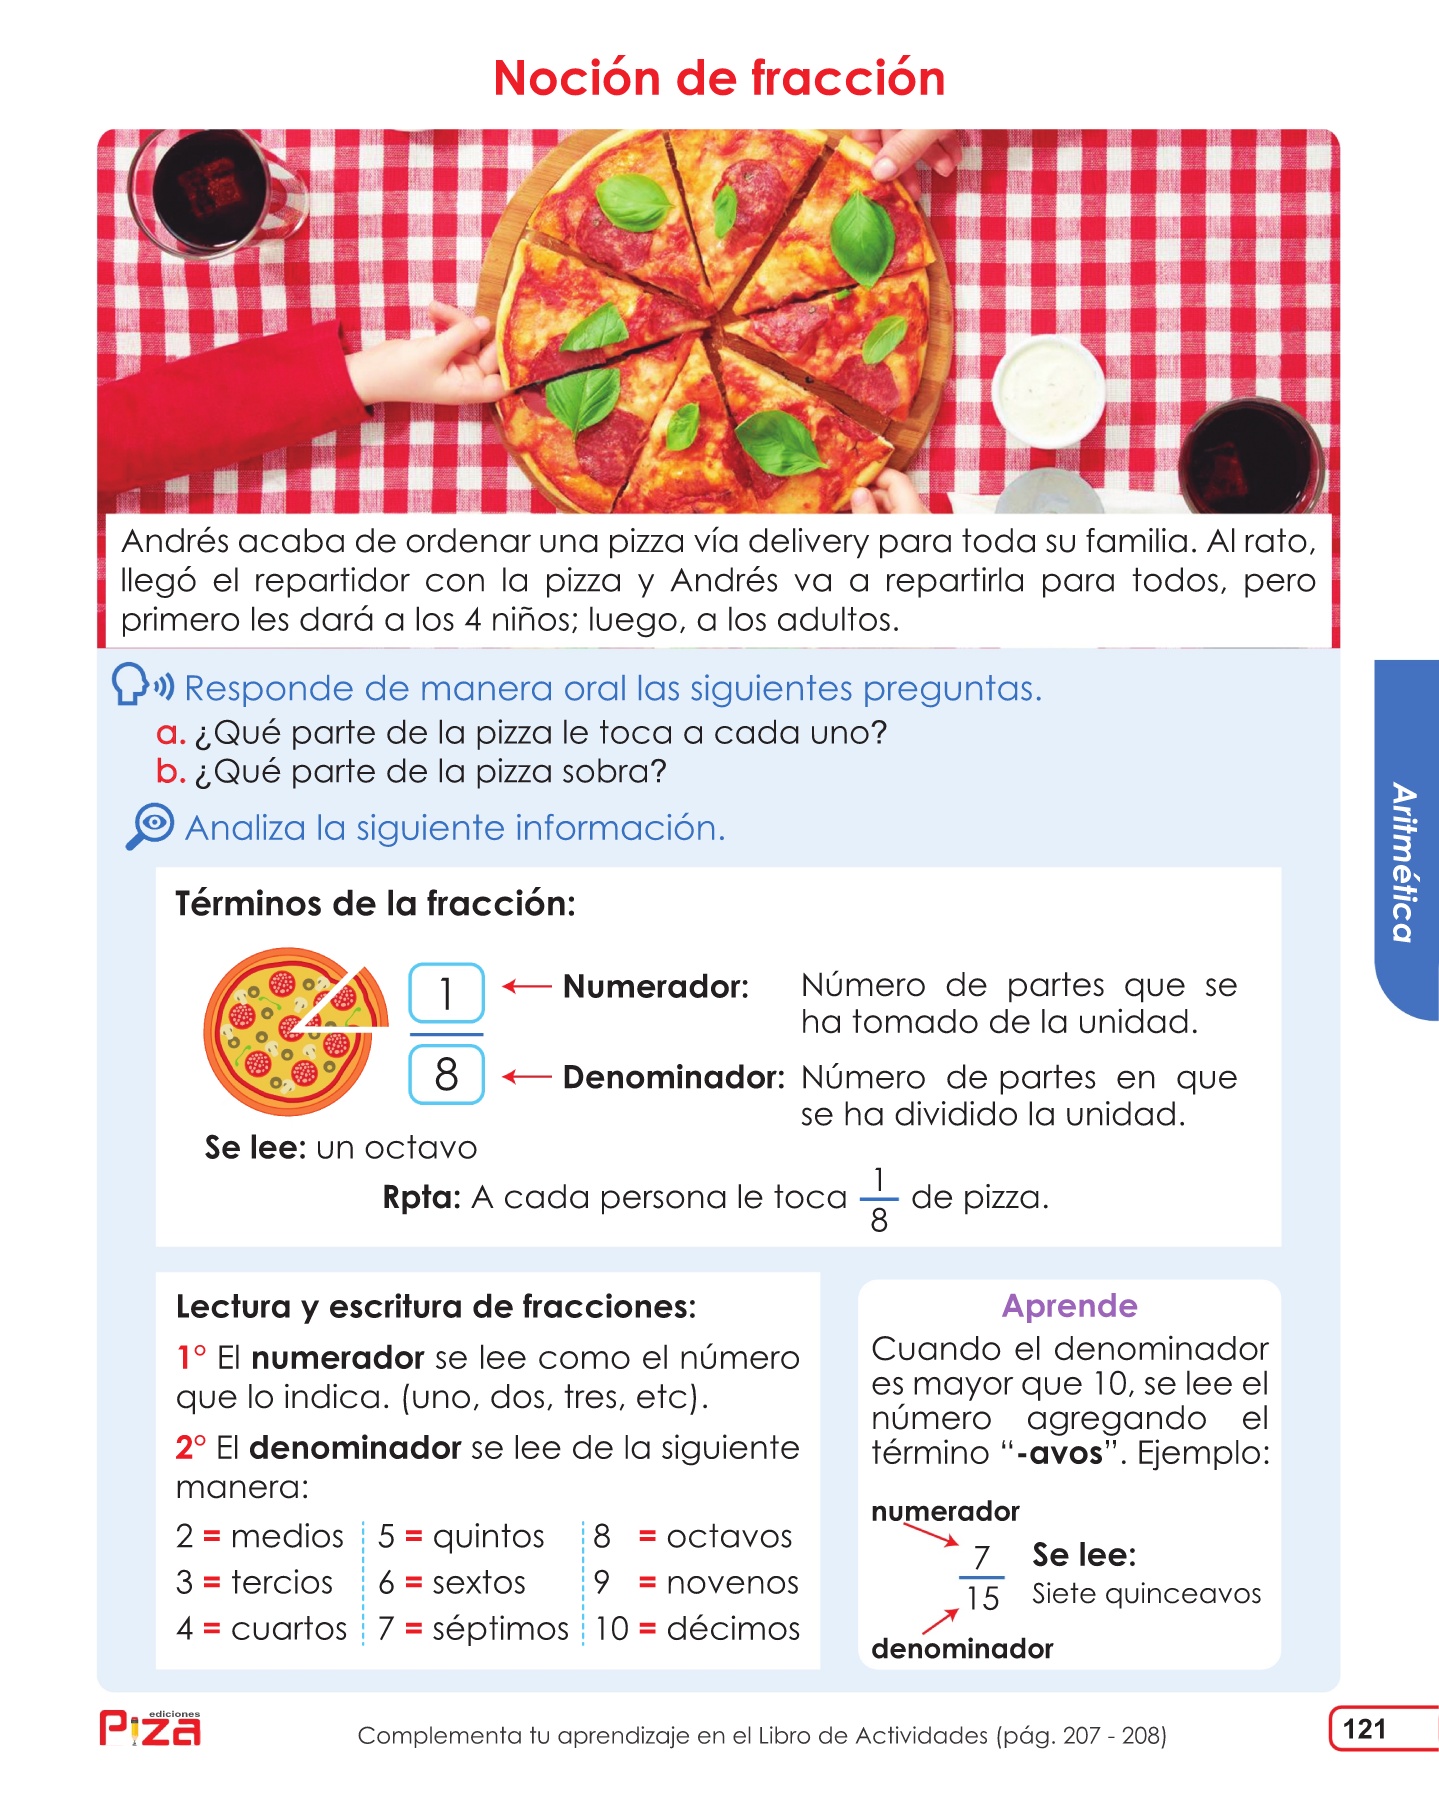 Noción de fracción
Andrés acaba de ordenar una pizza vía delivery para toda su familia. Al rato,
llegó el repartidor con la pizza y Andrés va a repartirla para todos, pero
primero les dará a los 4 niños; luego, a los adultos.
Responde de manera oral las siguientes preguntas.
a. ¿Qué parte de la pizza le toca a cada uno?
b. ¿Qué parte de la pizza sobra?
Analiza la siguiente información.
Términos de la fracción:
1
Numerador: Número de partes que se
ha tomado de la unidad.
8
Denominador: Número de partes en que
se ha dividido la unidad.
Se lee: un octavo
Rpta: A cada persona le toca 1/8 de pizza.
Lectura y escritura de fracciones:
1° El numerador se lee como el número
que lo indica. (uno, dos, tres, etc).
2° El denominador se lee de la siguiente
manera:
2 = medios 5 = quintos 8 = octavos
3 = tercios 6 = sextos 9 = novenos
4 = cuartos 7 = séptimos 10 = décimos
Aprende
Cuando el denominador
es mayor que 10, se lee el
número agregando el
término “-avos”. Ejemplo:
numerador
7
15
denominador
Se lee:
Siete quinceavos
Aritmética
ediciones
Piza
Complementa tu aprendizaje en el Libro de Actividades (pág. 207 - 208)
121